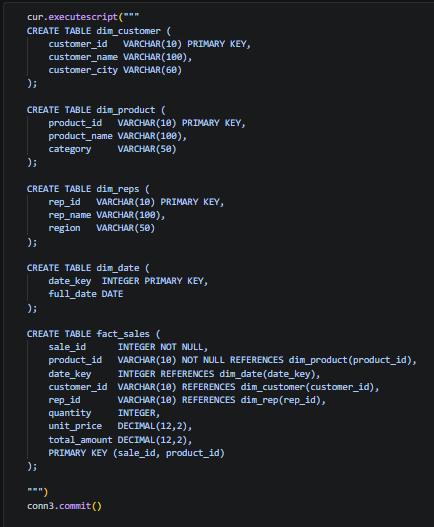 cur.executescript("""
CREATE TABLE dim_customer (
    customer_id   VARCHAR(10) PRIMARY KEY,
    customer_name VARCHAR(100),
    customer_city VARCHAR(60)
);

CREATE TABLE dim_product (
    product_id   VARCHAR(10) PRIMARY KEY,
    product_name VARCHAR(100),
    category     VARCHAR(50)
);

CREATE TABLE dim_reps (
    rep_id   VARCHAR(10) PRIMARY KEY,
    rep_name VARCHAR(100),
    region   VARCHAR(50)
);

CREATE TABLE dim_date (
    date_key  INTEGER PRIMARY KEY,
    full_date DATE
);

CREATE TABLE fact_sales (
    sale_id      INTEGER NOT NULL,
    product_id   VARCHAR(10) NOT NULL REFERENCES dim_product(product_id),
    date_key     INTEGER REFERENCES dim_date(date_key),
    customer_id  VARCHAR(10) REFERENCES dim_customer(customer_id),
    rep_id       VARCHAR(10) REFERENCES dim_rep(rep_id),
    quantity     INTEGER,
    unit_price   DECIMAL(12,2),
    total_amount DECIMAL(12,2),
    PRIMARY KEY (sale_id, product_id)
);

""")
conn3.commit()